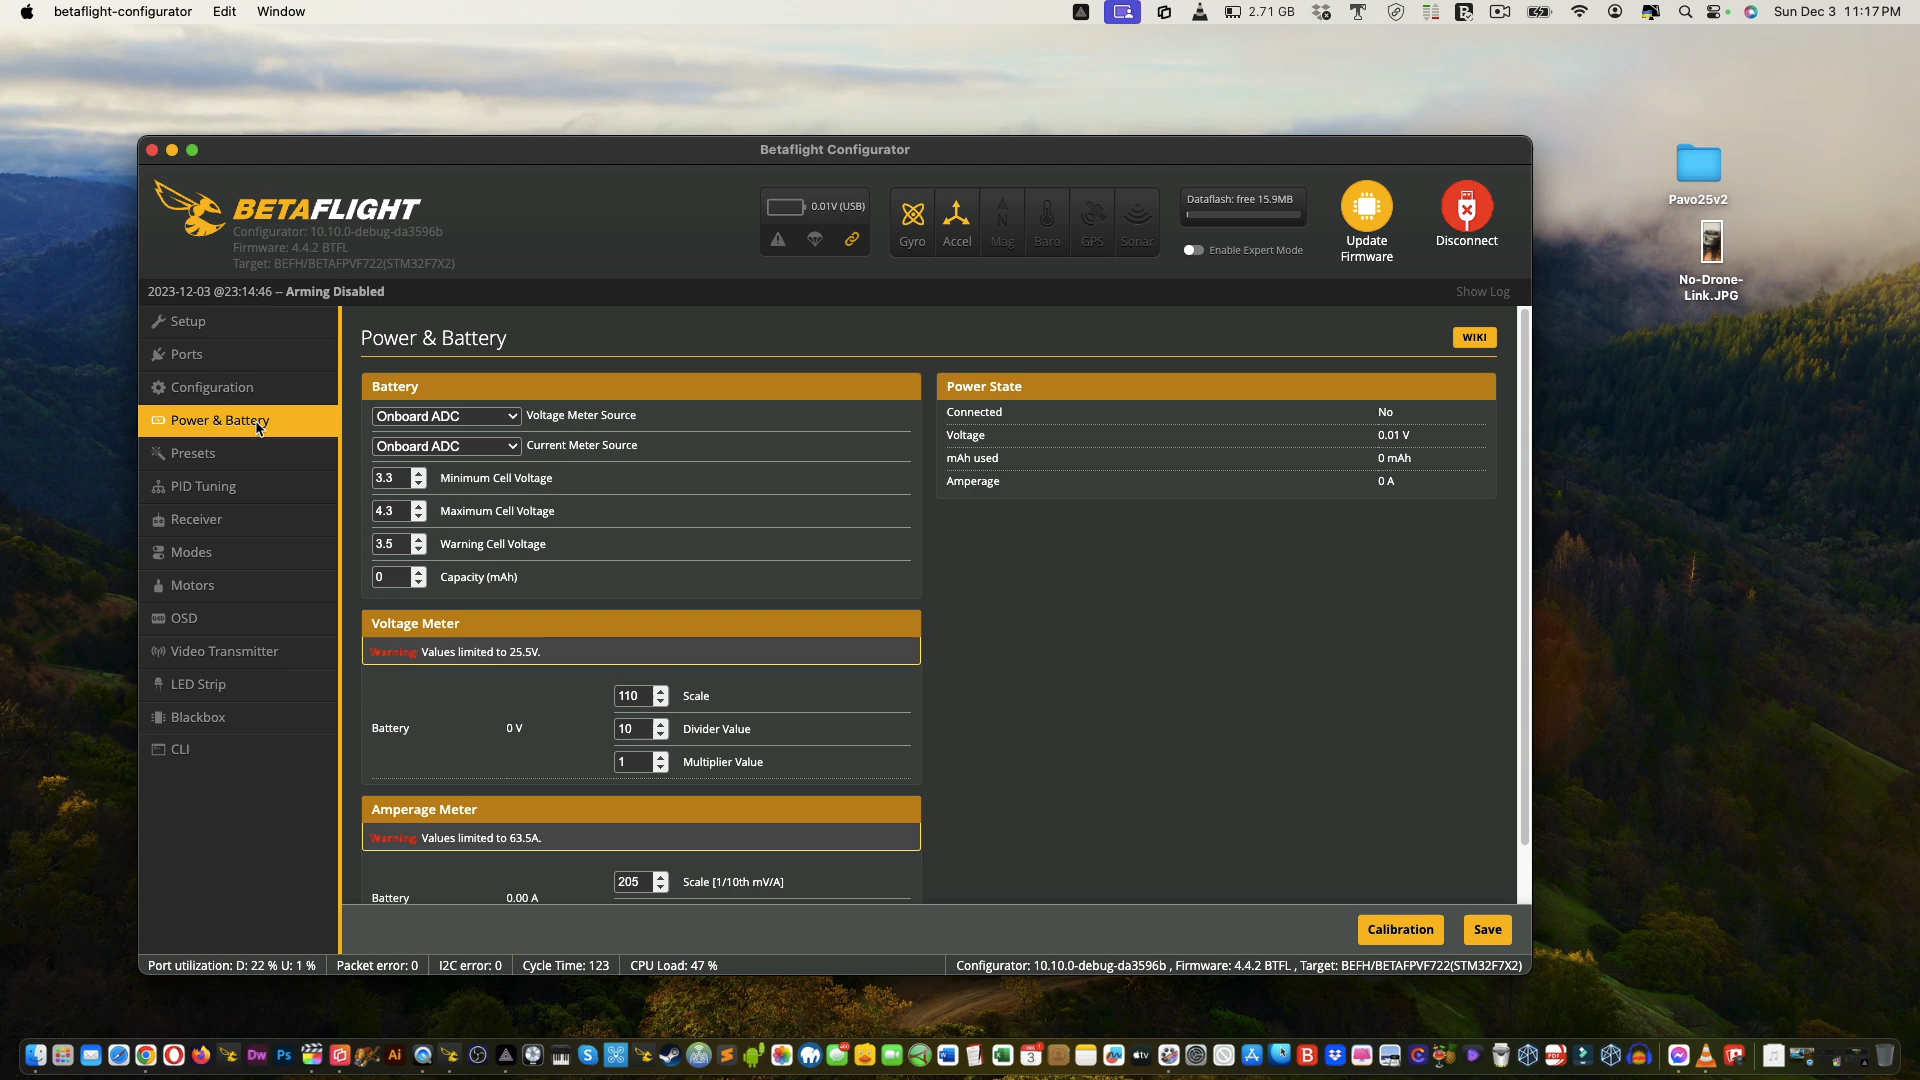 betaflight-configurator Edit Window
2.71 GB
Sun Dec 3 11:17 PM
Betaflight Configurator
BETAFLIGHT
Configurator: 10.10.0-debug-da3596b
Firmware: 4.4.2 BTFL
Target: BEFH/BETAFPVF722(STM32F7X2)
0.01V (USB)
Gyro Accel Mag Baro GPS Sonar
Dataflash: free 15.9MB
Enable Expert Mode
Update
Firmware
Disconnect
Pavo25v2
No-Drone-
Link.JPG
2023-12-03 @23:14:46 -- Arming Disabled
Show Log
Setup
Ports
Configuration
Power & Battery
Presets
PID Tuning
Receiver
Modes
Motors
OSD
Video Transmitter
LED Strip
Blackbox
CLI
Power & Battery
WIKI
Battery
Onboard ADC Voltage Meter Source
Onboard ADC Current Meter Source
3.3 Minimum Cell Voltage
4.3 Maximum Cell Voltage
3.5 Warning Cell Voltage
0 Capacity (mAh)
Power State
Connected No
Voltage 0.01 V
mAh used 0 mAh
Amperage 0 A
Voltage Meter
Warning: Values limited to 25.5V.
110 Scale
Battery 0 V 10 Divider Value
1 Multiplier Value
Amperage Meter
Warning: Values limited to 63.5A.
205 Scale [1/10th mV/A]
Battery 0.00 A
Calibration
Save
Port utilization: D: 22 % U: 1 % Packet error: 0 I2C error: 0 Cycle Time: 123 CPU Load: 47 %
Configurator: 10.10.0-debug-da3596b , Firmware: 4.4.2 BTFL , Target: BEFH/BETAFPVF722(STM32F7X2)